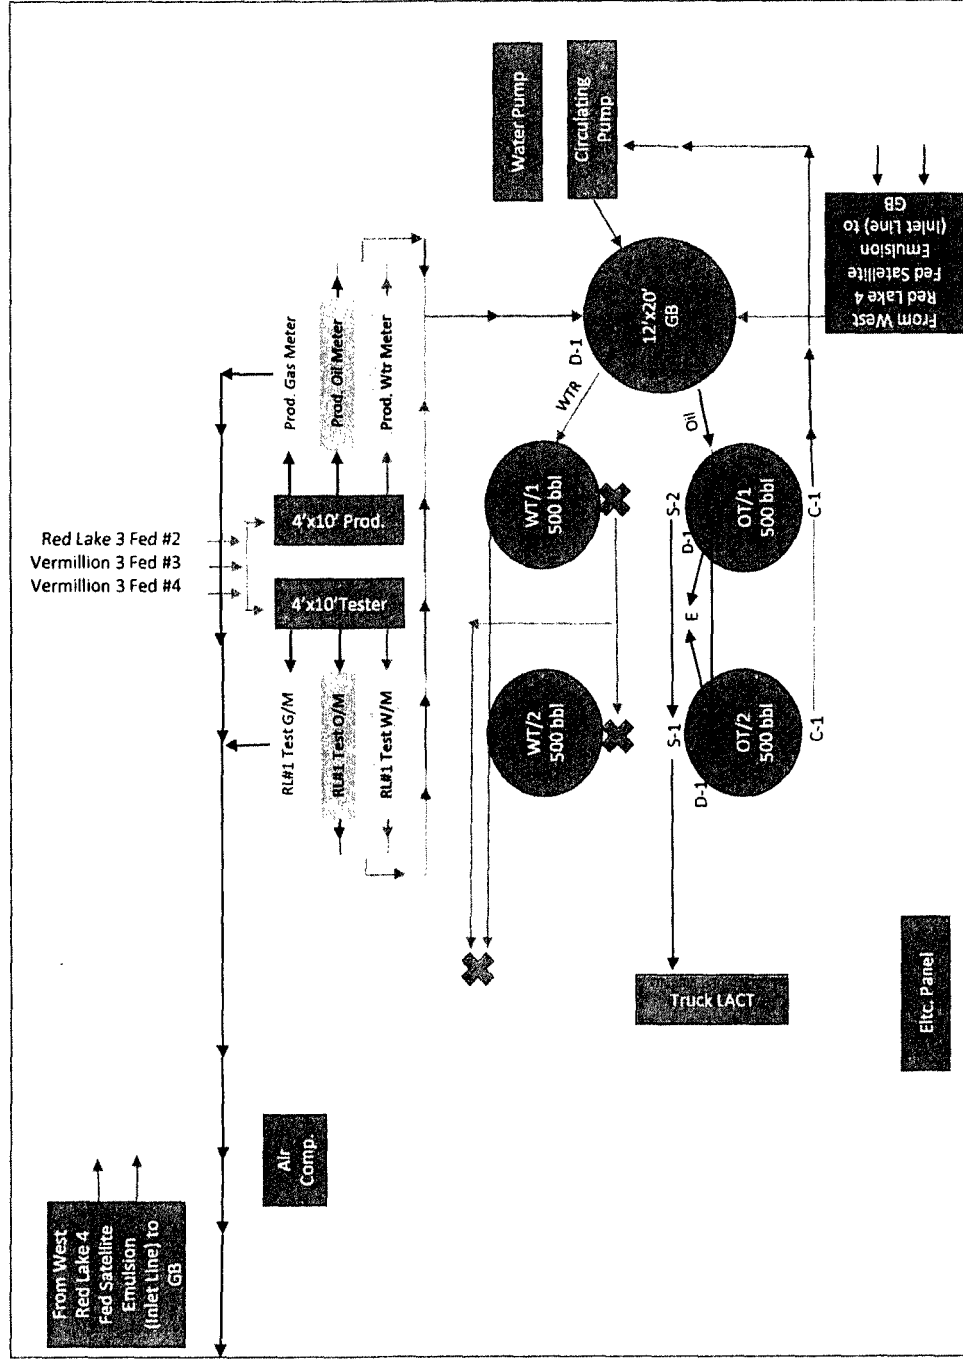 Water Pump
Circulating
Pump
From West
Red Lake 4
Fed Satellite
Emulsion
(Inlet Line) to
GB
12'x20'
GB
D-1
WTR
Oil
Prod. Gas Meter
Prod. Oil Meter
Prod. Wtr Meter
4'x10' Prod.
4'x10'Tester
Red Lake 3 Fed #2
Vermillion 3 Fed #3
Vermillion 3 Fed #4
WT/1
500 bbl
S-2
D-1
OT/1
500 bbl
C-1
E
RL#1 Test G/M
RL#1 Test O/M
RL#1 Test W/M
WT/2
500 bbl
S-1
D-1
OT/2
500 bbl
C-1
Truck LACT
Eltc. Panel
Air
Comp.
From West
Red Lake 4
Fed Satellite
Emulsion
(Inlet Line) to
GB